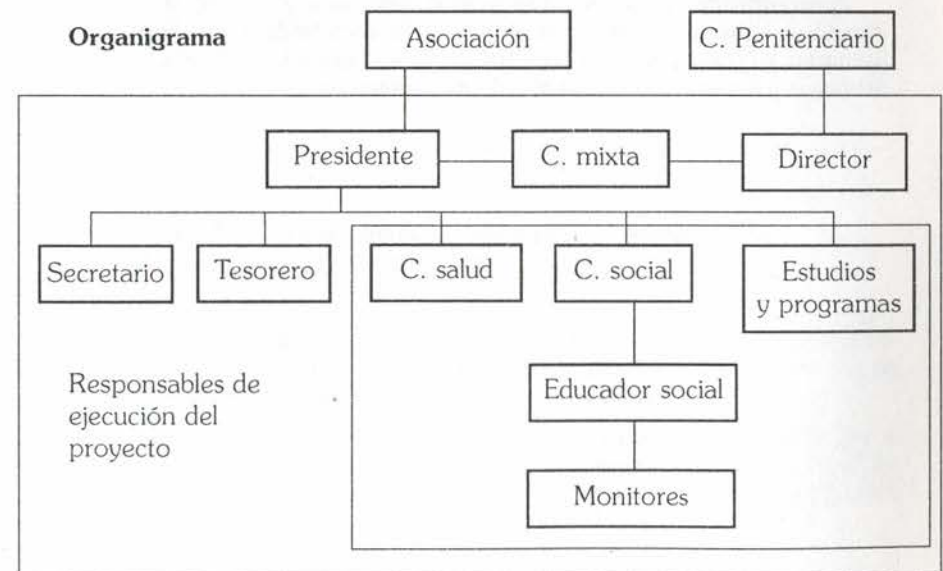 Organigrama
Asociación
C. Penitenciario
Presidente
C. mixta
Director
Secretario
Tesorero
C. salud
C. social
Estudios
y programas
Responsables de
ejecución del
proyecto
Educador social
Monitores